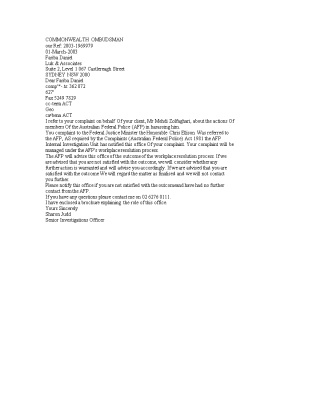 COMMONWEALTH OMBUDSMAN
our Ref: 2003-1969979
01-March-2003
Fariba Daniel
Link & Associates
Suite 2, Level 1 067 Castlereagh Street
SYDNEY NSW 2000
Dear Fariba Daniel
comp'*- te 362 072
627'
Fax 3249 7829
cc-teem ACT
Geo
canbem ACT
I refer to your complaint on behalf Of your client, Mr Mehdi Zolfaghari, about the actions Of
members Of the Australian Federal Police (AFP) in harassing him.
You complaint to the Federal Justice Minister the Honorable Chris Ellison Was referred to
the AFP, AS required by the Complaints (Australian Federal Police) Act 1981 the AFP
Internal Investigation Unit has notified this office Of your complaint. Your complaint will be
managed under the AFP's workplace resolution process
The AFP will advise this office of the outcome of the workplace resolution process. If we
are advised that you are not satisfied with the outcome, we will consider whether any
further action is warranted and will advise you accordingly. If we are advised that you are
satisfied with the outcome We will regard the matter as finalised and we will not contact
you further.
Please notify this office if you are not satisfied with the outcome and have had no further
contact from the AFP.
If you have any questions please contact me on 02 6276 0111.
I have enclosed a brochure explaining the role of this office.
Yours Sincerely
Sharon Judd
Senior Investigations Officer